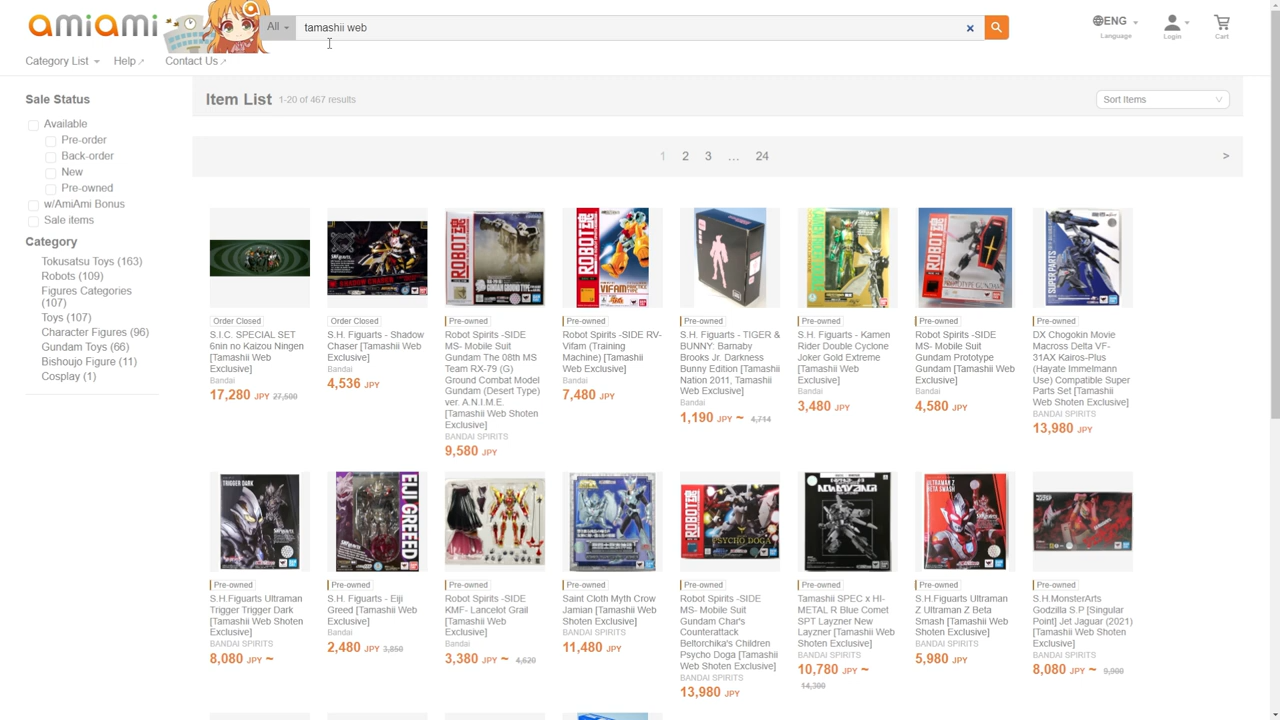 amiami
All
tamashii web
ENG
Language
Login
Cart
Category List
Help
Contact Us
Sale Status
Available
Pre-order
Back-order
New
Pre-owned
w/AmiAmi Bonus
Sale items
Category
Tokusatsu Toys (163)
Robots (109)
Figures Categories
(107)
Toys (107)
Character Figures (96)
Gundam Toys (66)
Bishoujo Figure (11)
Cosplay (1)
Item List 1-20 of 467 results
Sort Items
1 2 3 ... 24 >
Order Closed
S.I.C. SPECIAL SET
6nin no Kaizou Ningen
[Tamashii Web
Exclusive]
Bandai
17,280 JPY 27,500
Order Closed
S.H. Figuarts - Shadow
Chaser [Tamashii Web
Exclusive]
Bandai
4,536 JPY
Pre-owned
Robot Spirits -SIDE
MS- Mobile Suit
Gundam The 08th MS
Team RX-79 (G)
Ground Combat Model
Gundam (Desert Type)
ver. A.N.I.M.E.
[Tamashii Web Shoten
Exclusive]
BANDAI SPIRITS
9,580 JPY
Pre-owned
Robot Spirits -SIDE RV-
Vifam (Training
Machine) [Tamashii
Web Exclusive]
Bandai
7,480 JPY
Pre-owned
S.H. Figuarts - TIGER &
BUNNY: Barnaby
Brooks Jr. Darkness
Bunny Edition [Tamashii
Nation 2011, Tamashii
Web Exclusive]
Bandai
1,190 JPY ~ 4,714
Pre-owned
S.H. Figuarts - Kamen
Rider Double Cyclone
Joker Gold Extreme
[Tamashii Web
Exclusive]
Bandai
3,480 JPY
Pre-owned
Robot Spirits -SIDE
MS- Mobile Suit
Gundam Prototype
Gundam [Tamashii Web
Exclusive]
Bandai
4,580 JPY
Pre-owned
DX Chogokin Movie
Macross Delta VF-
31AX Kairos-Plus
(Hayate Immelmann
Use) Compatible Super
Parts Set [Tamashii
Web Shoten Exclusive]
BANDAI SPIRITS
13,980 JPY
Pre-owned
S.H.Figuarts Ultraman
Trigger Trigger Dark
[Tamashii Web Shoten
Exclusive]
BANDAI SPIRITS
8,080 JPY ~
Pre-owned
S.H. Figuarts - Eiji
Greed [Tamashii Web
Exclusive]
Bandai
2,480 JPY 3,850
Pre-owned
Robot Spirits -SIDE
KMF- Lancelot Grail
[Tamashii Web
Exclusive]
Bandai
3,380 JPY ~ 4,620
Pre-owned
Saint Cloth Myth Crow
Jamian [Tamashii Web
Shoten Exclusive]
BANDAI SPIRITS
11,480 JPY
Pre-owned
Robot Spirits -SIDE
MS- Mobile Suit
Gundam Char's
Counterattack
Beltorchika's Children
Psycho Doga [Tamashii
Web Shoten Exclusive]
BANDAI SPIRITS
13,980 JPY
Pre-owned
Tamashii SPEC x HI-
METAL R Blue Comet
SPT Layzner New
Layzner [Tamashii Web
Shoten Exclusive]
BANDAI SPIRITS
10,780 JPY ~
14,300
Pre-owned
S.H.Figuarts Ultraman
Z Ultraman Z Beta
Smash [Tamashii Web
Shoten Exclusive]
BANDAI SPIRITS
5,980 JPY
Pre-owned
S.H.MonsterArts
Godzilla S.P [Singular
Point] Jet Jaguar (2021)
[Tamashii Web Shoten
Exclusive]
BANDAI SPIRITS
8,080 JPY ~ 9,900